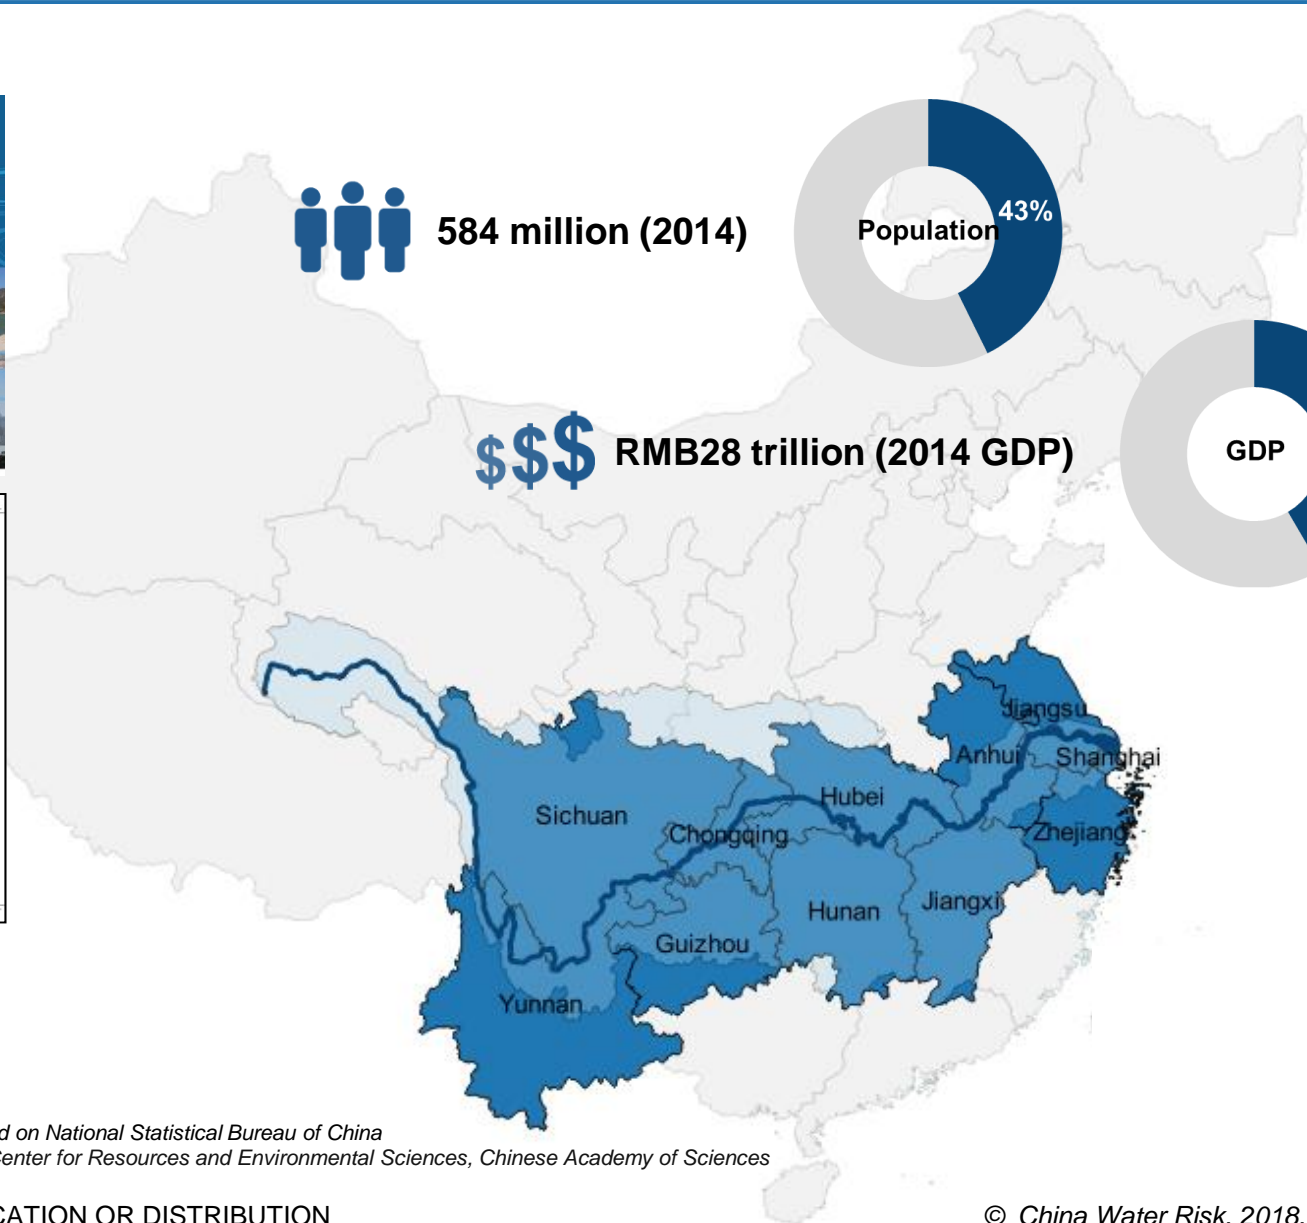 584 million (2014)
43%
Population
$$$ RMB28 trillion (2014 GDP)
GDP
Jiangsu
Anhui
Shanghai
Sichuan
Hubei
Chongqing
Zhejiang
Hunan
Jiangxi
Guizhou
Yunnan
d on National Statistical Bureau of China
Center for Resources and Environmental Sciences, Chinese Academy of Sciences
CATION OR DISTRIBUTION
© China Water Risk, 2018,